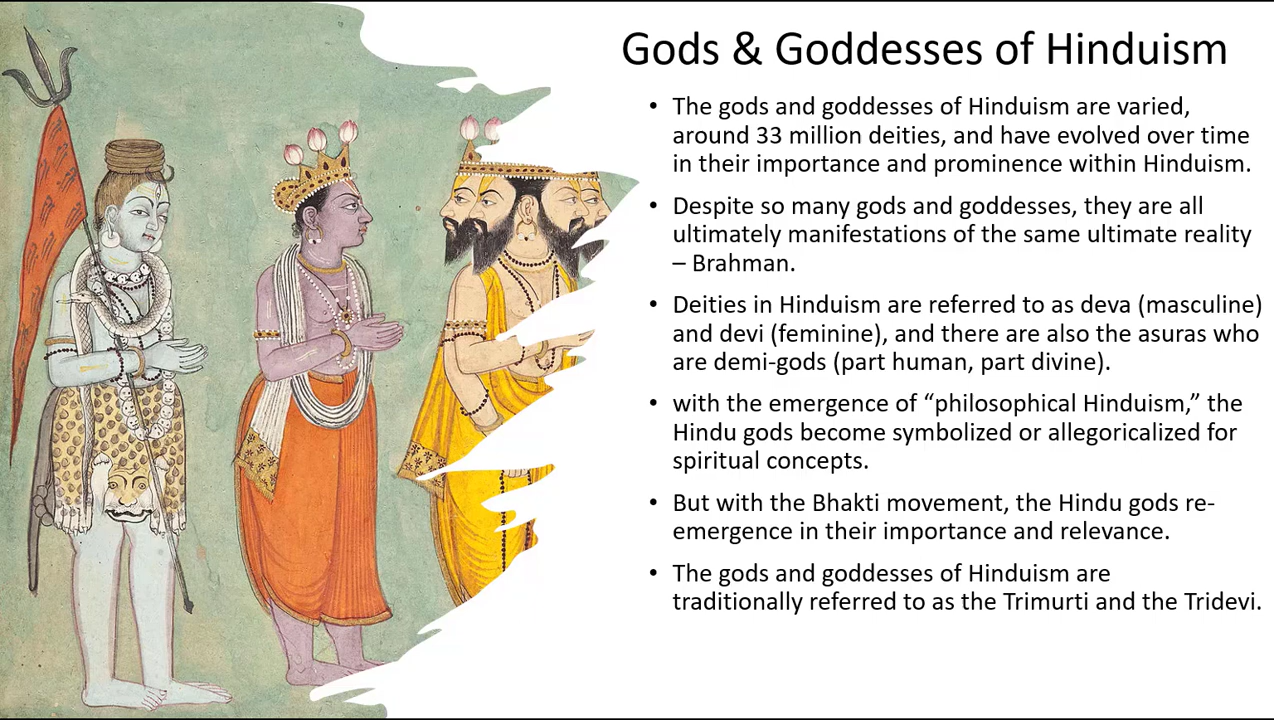 Gods & Goddesses of Hinduism
• The gods and goddesses of Hinduism are varied,
around 33 million deities, and have evolved over time
in their importance and prominence within Hinduism.
• Despite so many gods and goddesses, they are all
ultimately manifestations of the same ultimate reality
– Brahman.
• Deities in Hinduism are referred to as deva (masculine)
and devi (feminine), and there are also the asuras who
are demi-gods (part human, part divine).
• with the emergence of “philosophical Hinduism,” the
Hindu gods become symbolized or allegoricalized for
spiritual concepts.
• But with the Bhakti movement, the Hindu gods re-
emergence in their importance and relevance.
• The gods and goddesses of Hinduism are
traditionally referred to as the Trimurti and the Tridevi.